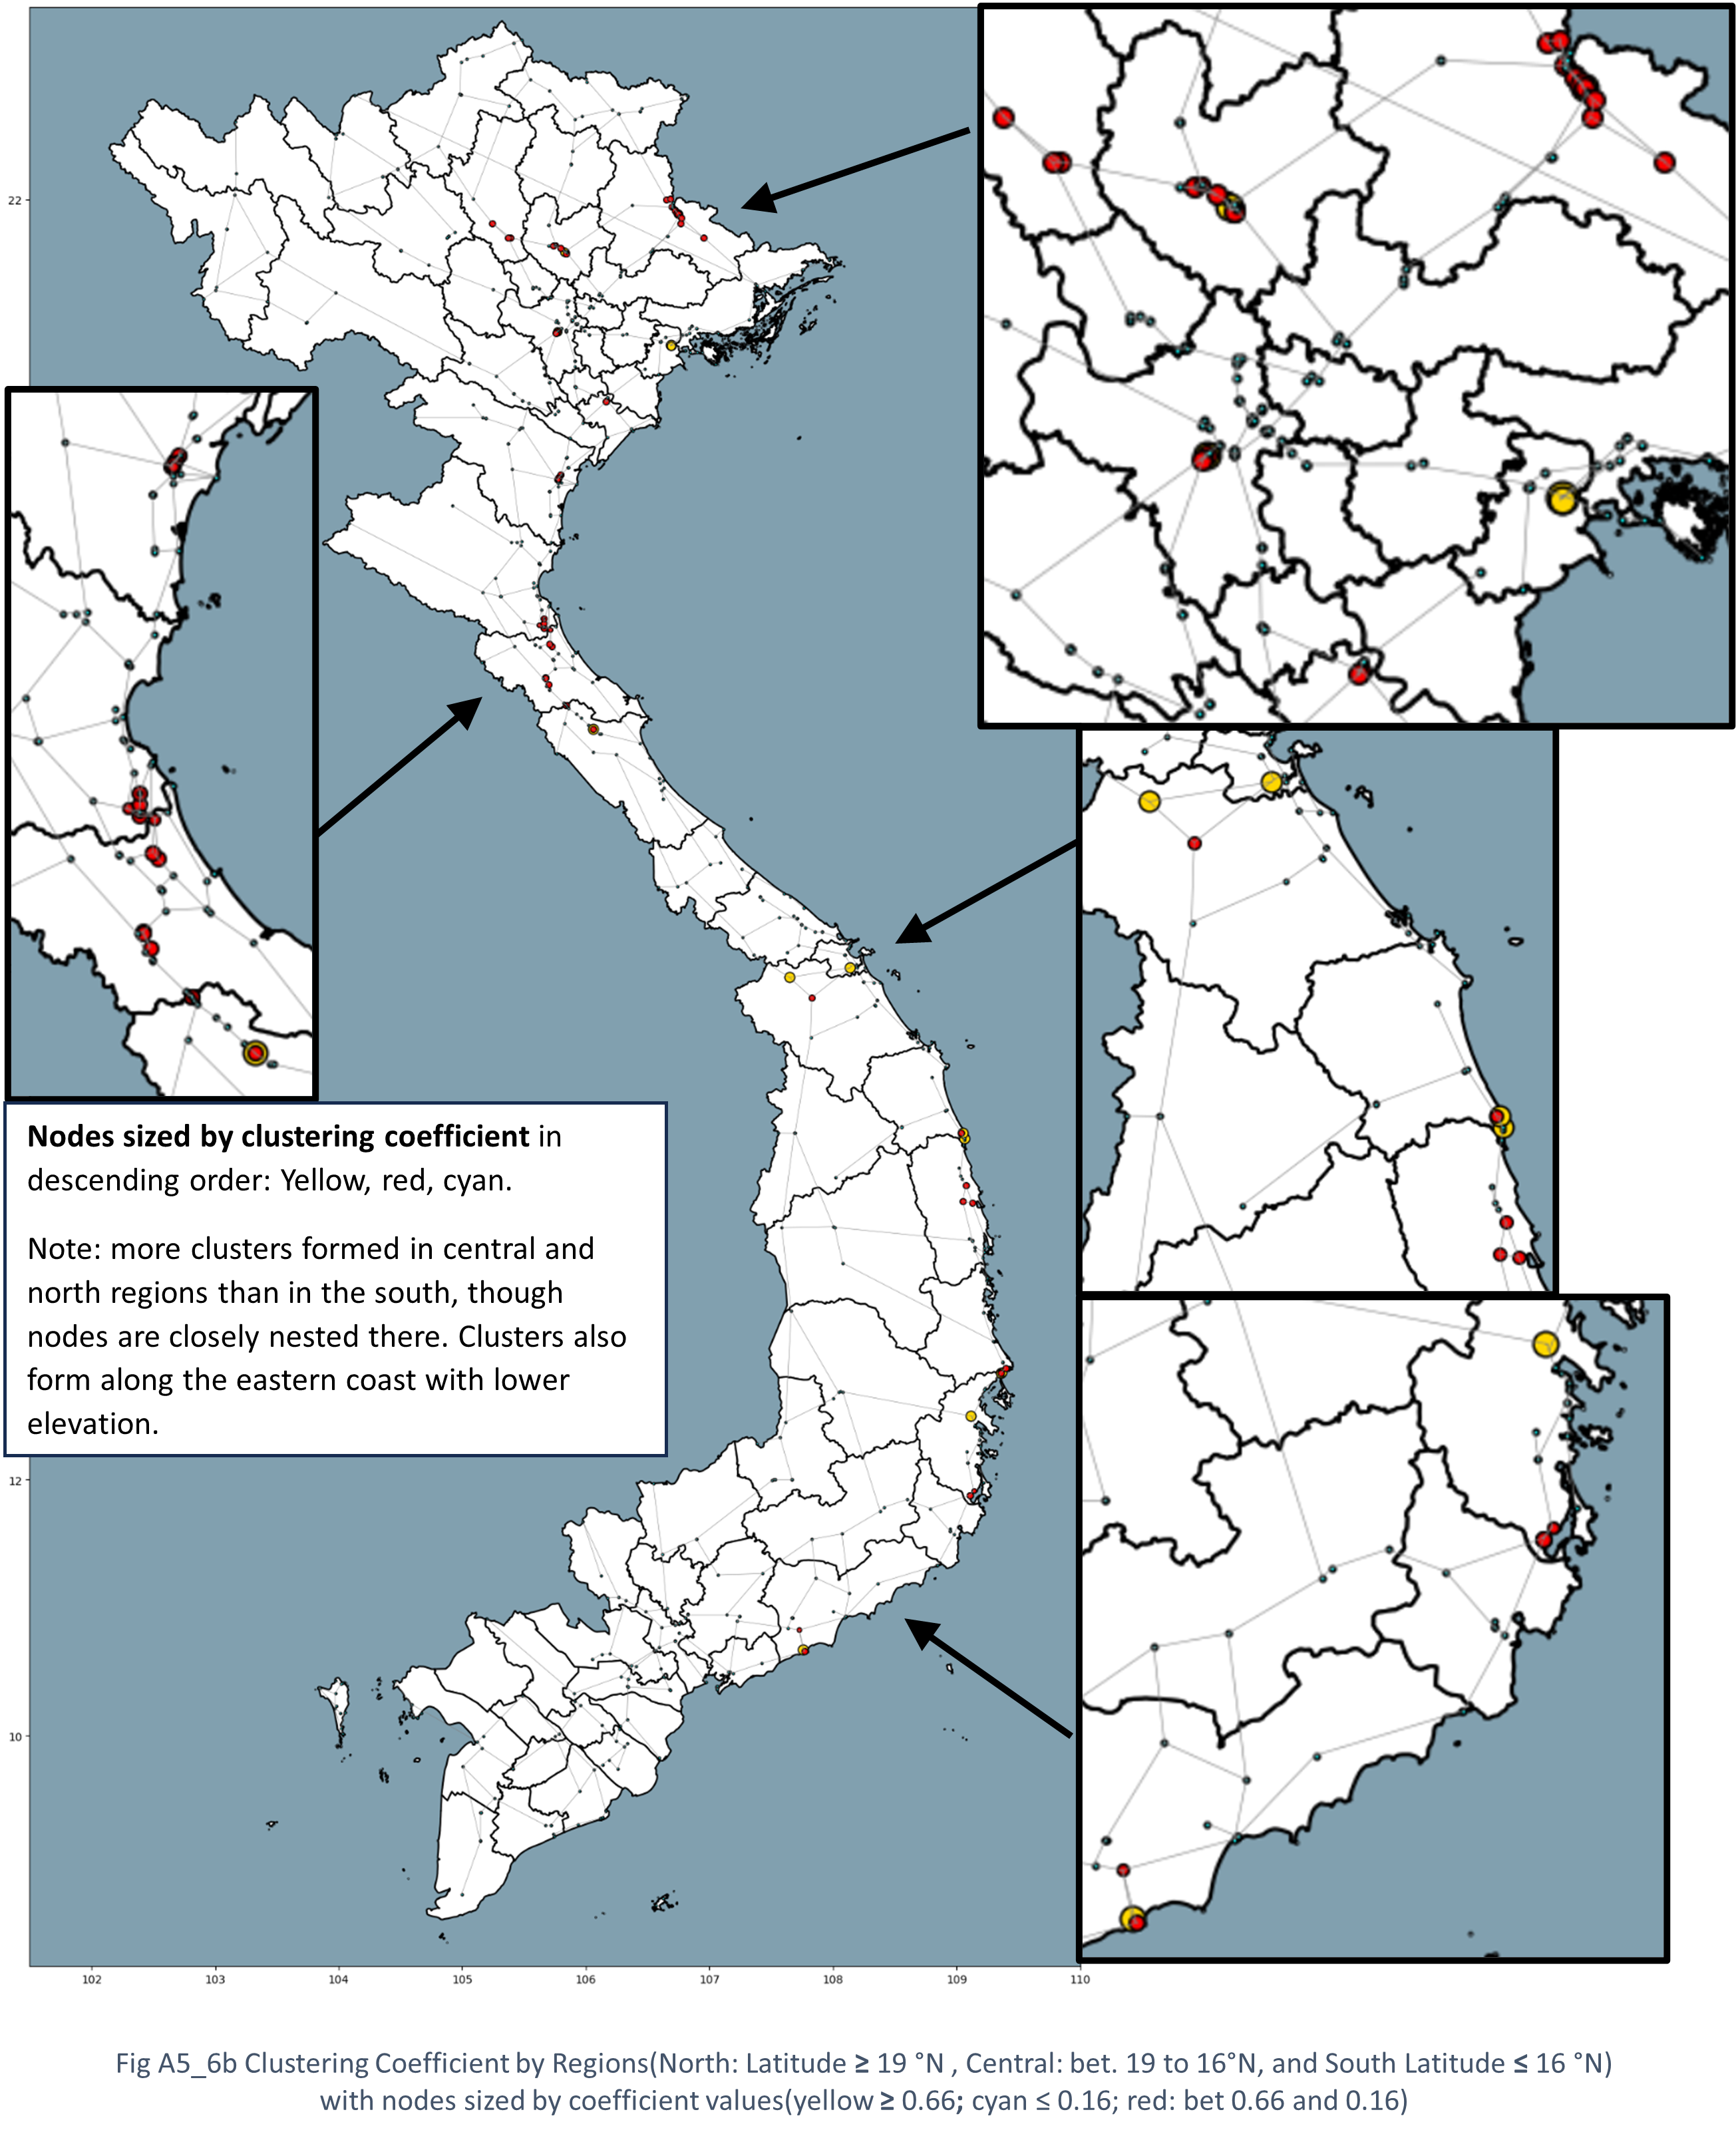 22
Nodes sized by clustering coefficient in
descending order: Yellow, red, cyan.
Note: more clusters formed in central and
north regions than in the south, though
nodes are closely nested there. Clusters also
form along the eastern coast with lower
elevation.
12
10
102 103 104 105 106 107 108 109 110
Fig A5_6b Clustering Coefficient by Regions(North: Latitude ≥ 19 °N , Central: bet. 19 to 16°N, and South Latitude ≤ 16 °N)
with nodes sized by coefficient values(yellow ≥ 0.66; cyan ≤ 0.16; red: bet 0.66 and 0.16)